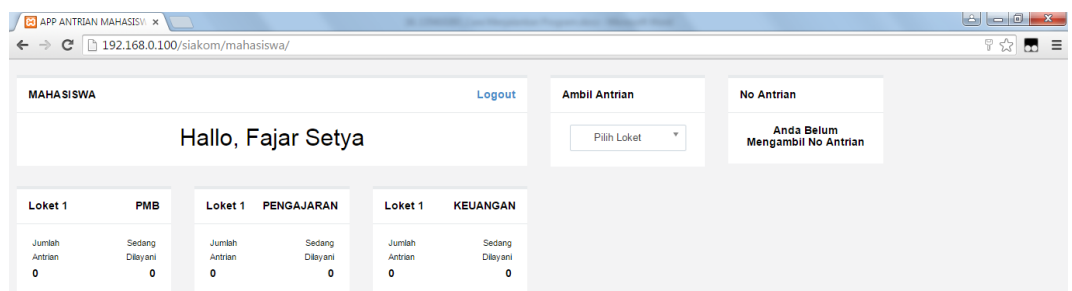 APP ANTRIAN MAHASISW
192.168.0.100/siakom/mahasiswa/
MAHASISWA Logout
Hallo, Fajar Setya
Ambil Antrian
Pilih Loket
No Antrian
Anda Belum
Mengambil No Antrian
Loket 1 PMB
Jumlah Sedang
Antrian Dilayani
0 0
Loket 1 PENGAJARAN
Jumlah Sedang
Antrian Dilayani
0 0
Loket 1 KEUANGAN
Jumlah Sedang
Antrian Dilayani
0 0